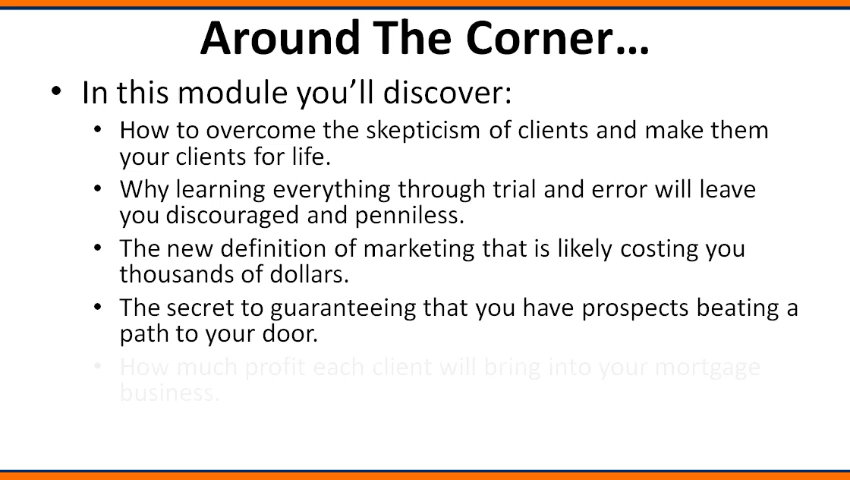 Around The Corner…
• In this module you’ll discover:
• How to overcome the skepticism of clients and make them
your clients for life.
• Why learning everything through trial and error will leave
you discouraged and penniless.
• The new definition of marketing that is likely costing you
thousands of dollars.
• The secret to guaranteeing that you have prospects beating a
path to your door.
• How much profit each client will bring into your mortgage
business.